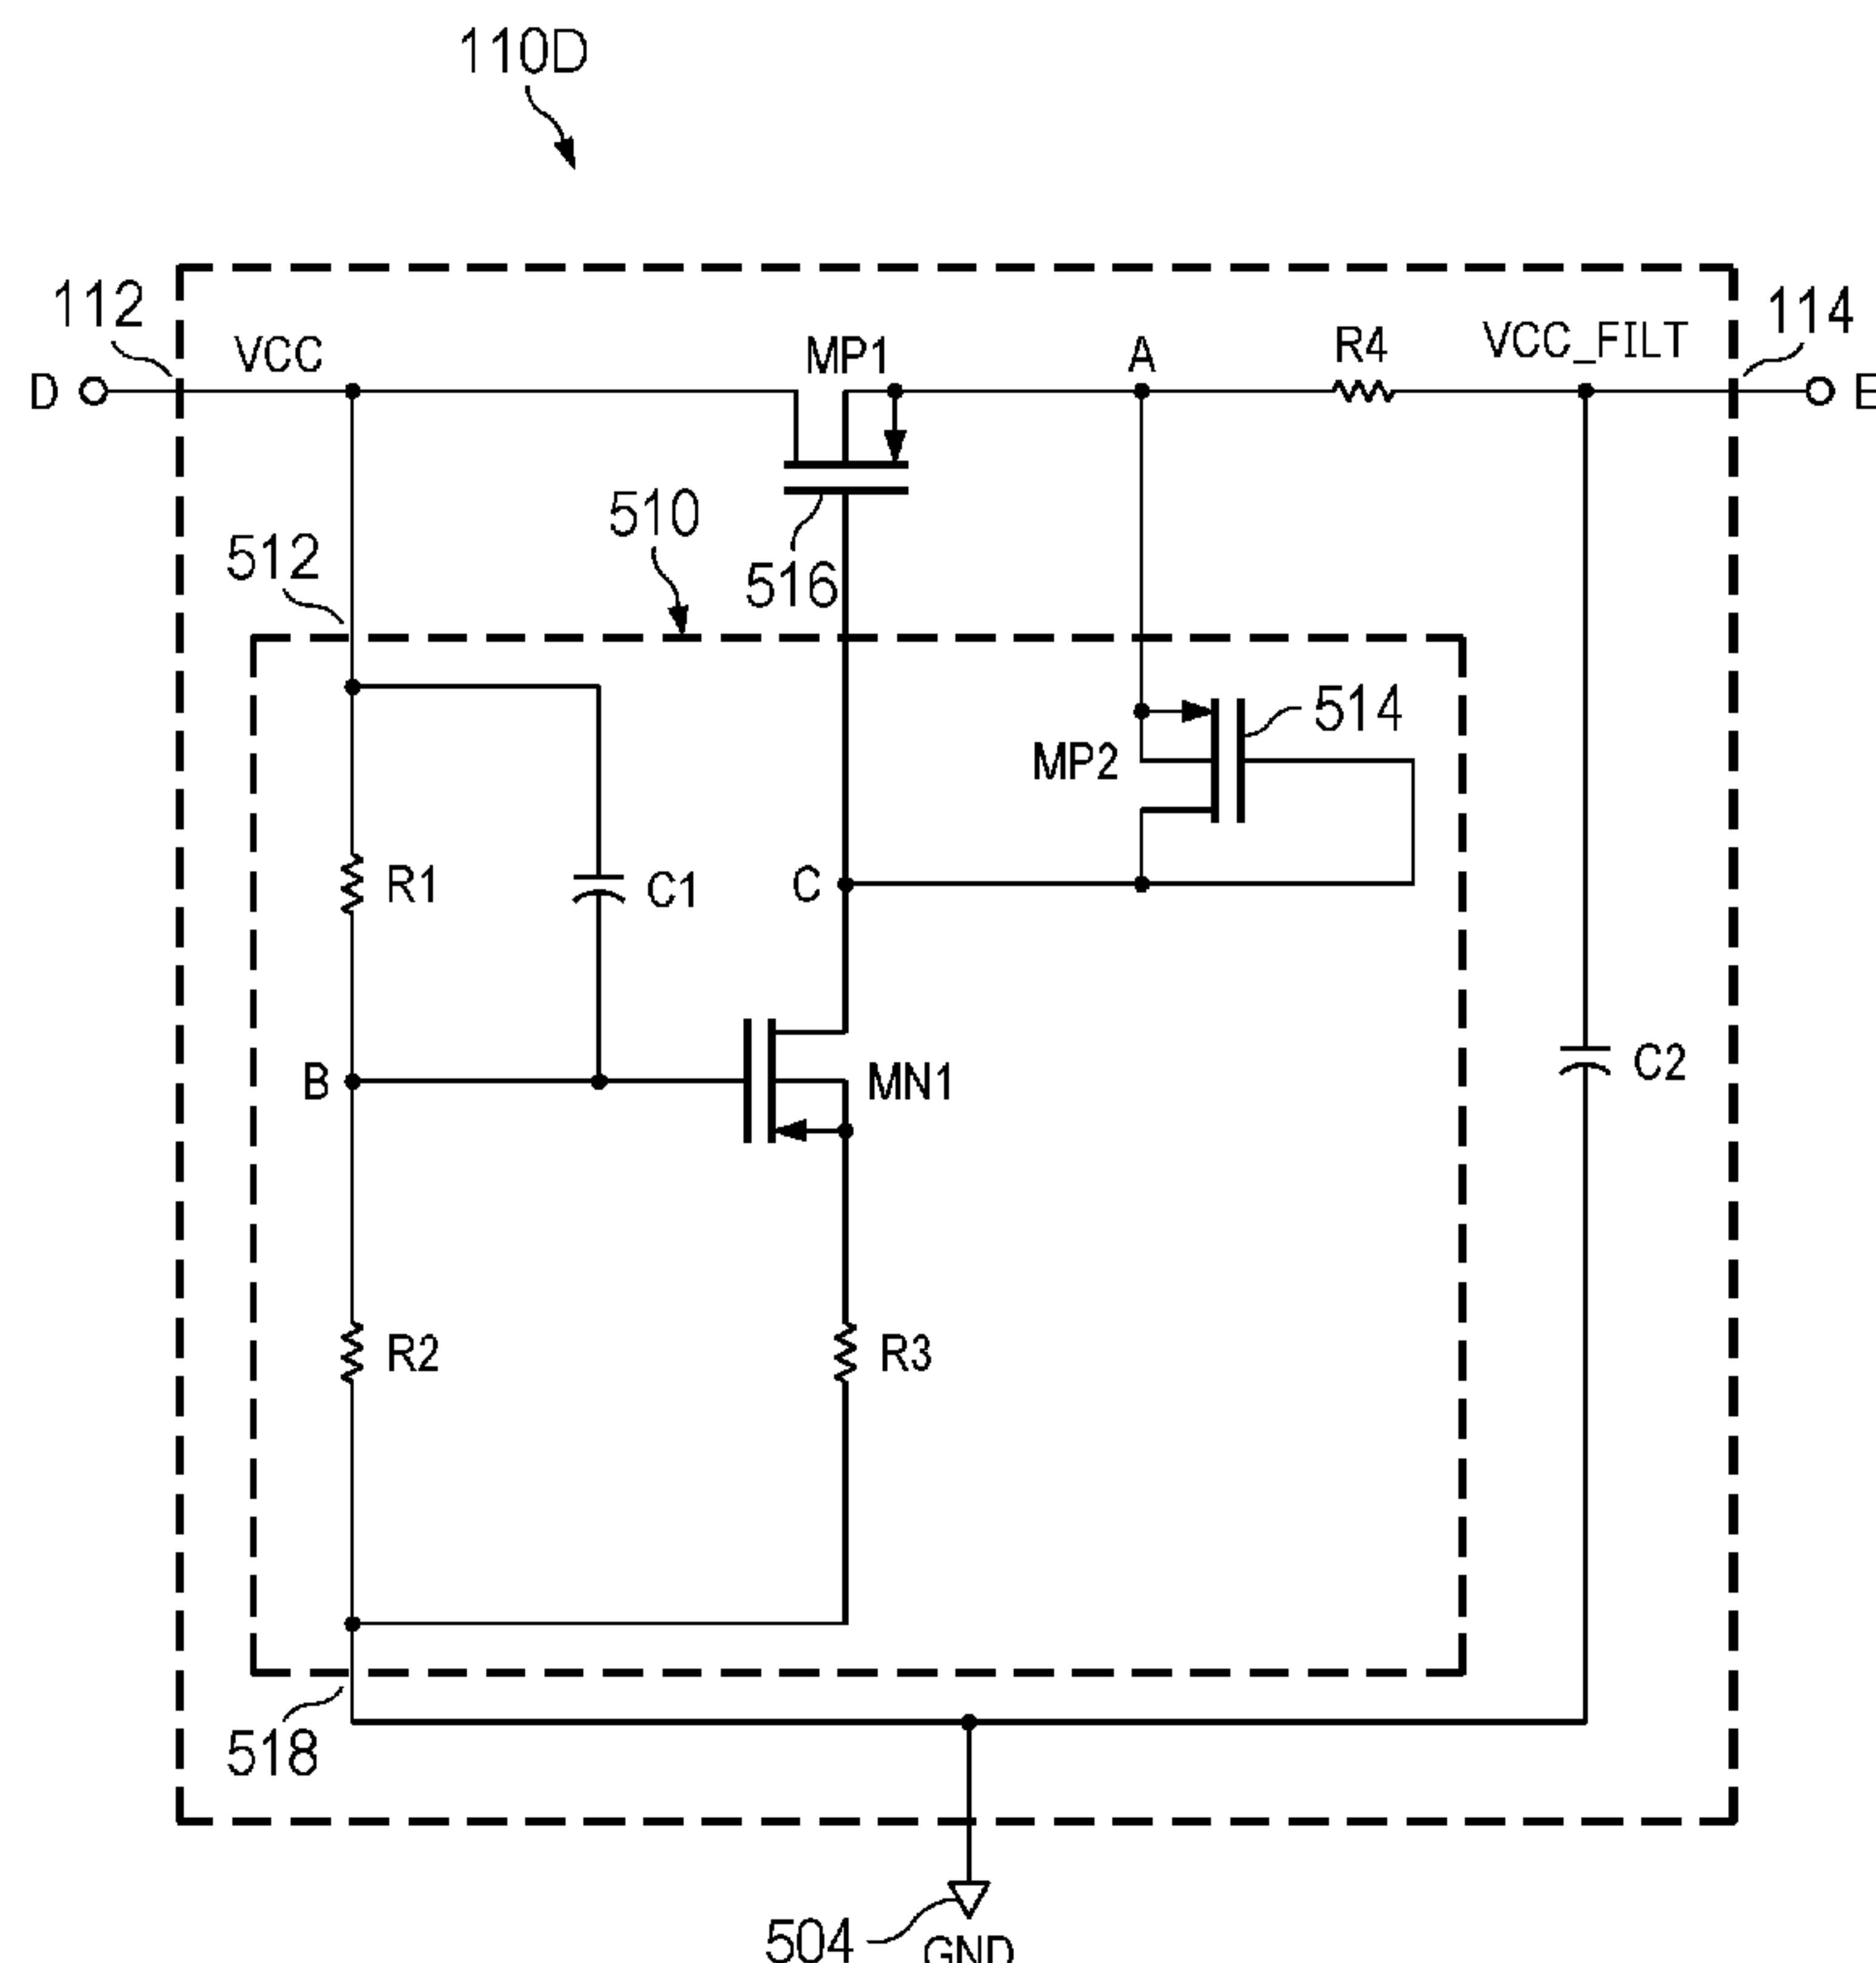 110D
112
114
VCC
MP1
A
R4
VCC_FILT
D
E
510
512
516
514
MP2
R1
C1
C
B
MN1
C2
R2
R3
518
504
GND